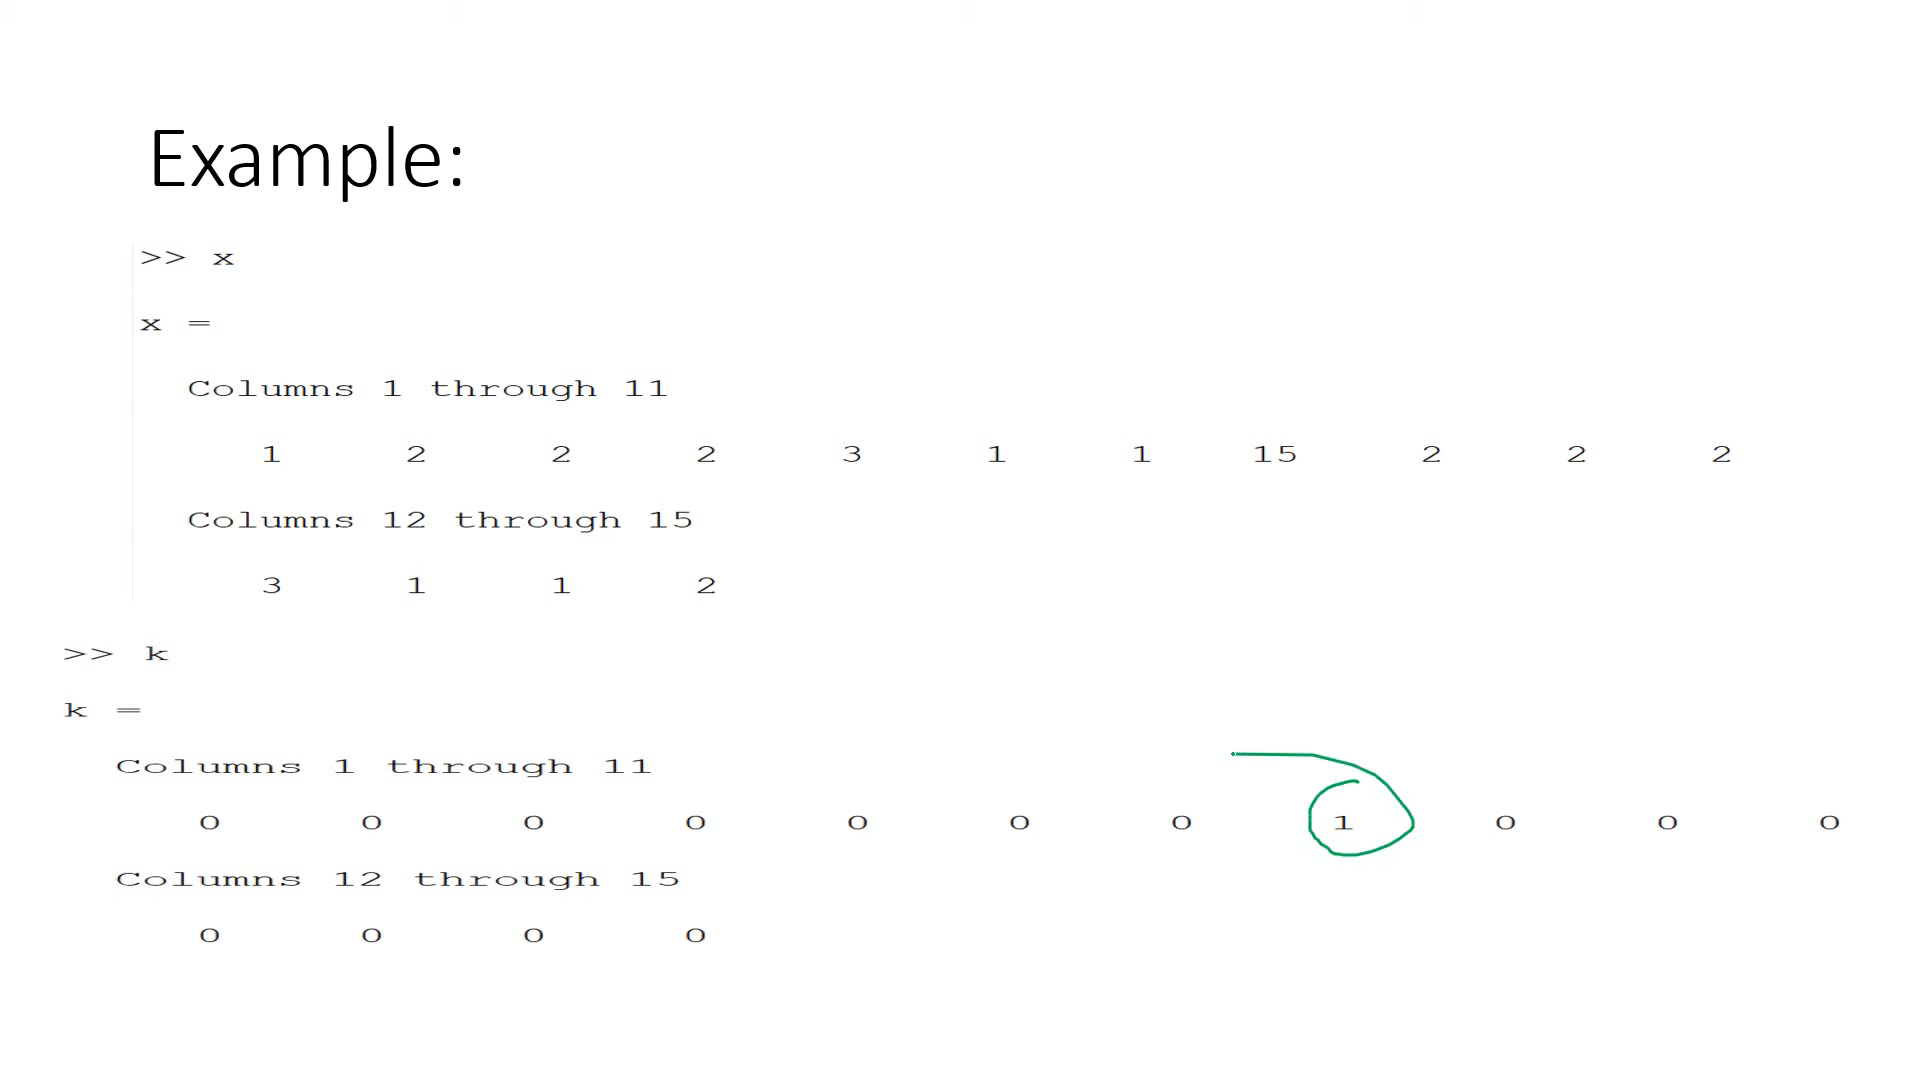 Example:
>> x
x =
Columns 1 through 11
1 2 2 2 3 1 1 15 2 2 2
Columns 12 through 15
3 1 1 2
>> k
k =
Columns 1 through 11
0 0 0 0 0 0 0 1 0 0 0
Columns 12 through 15
0 0 0 0